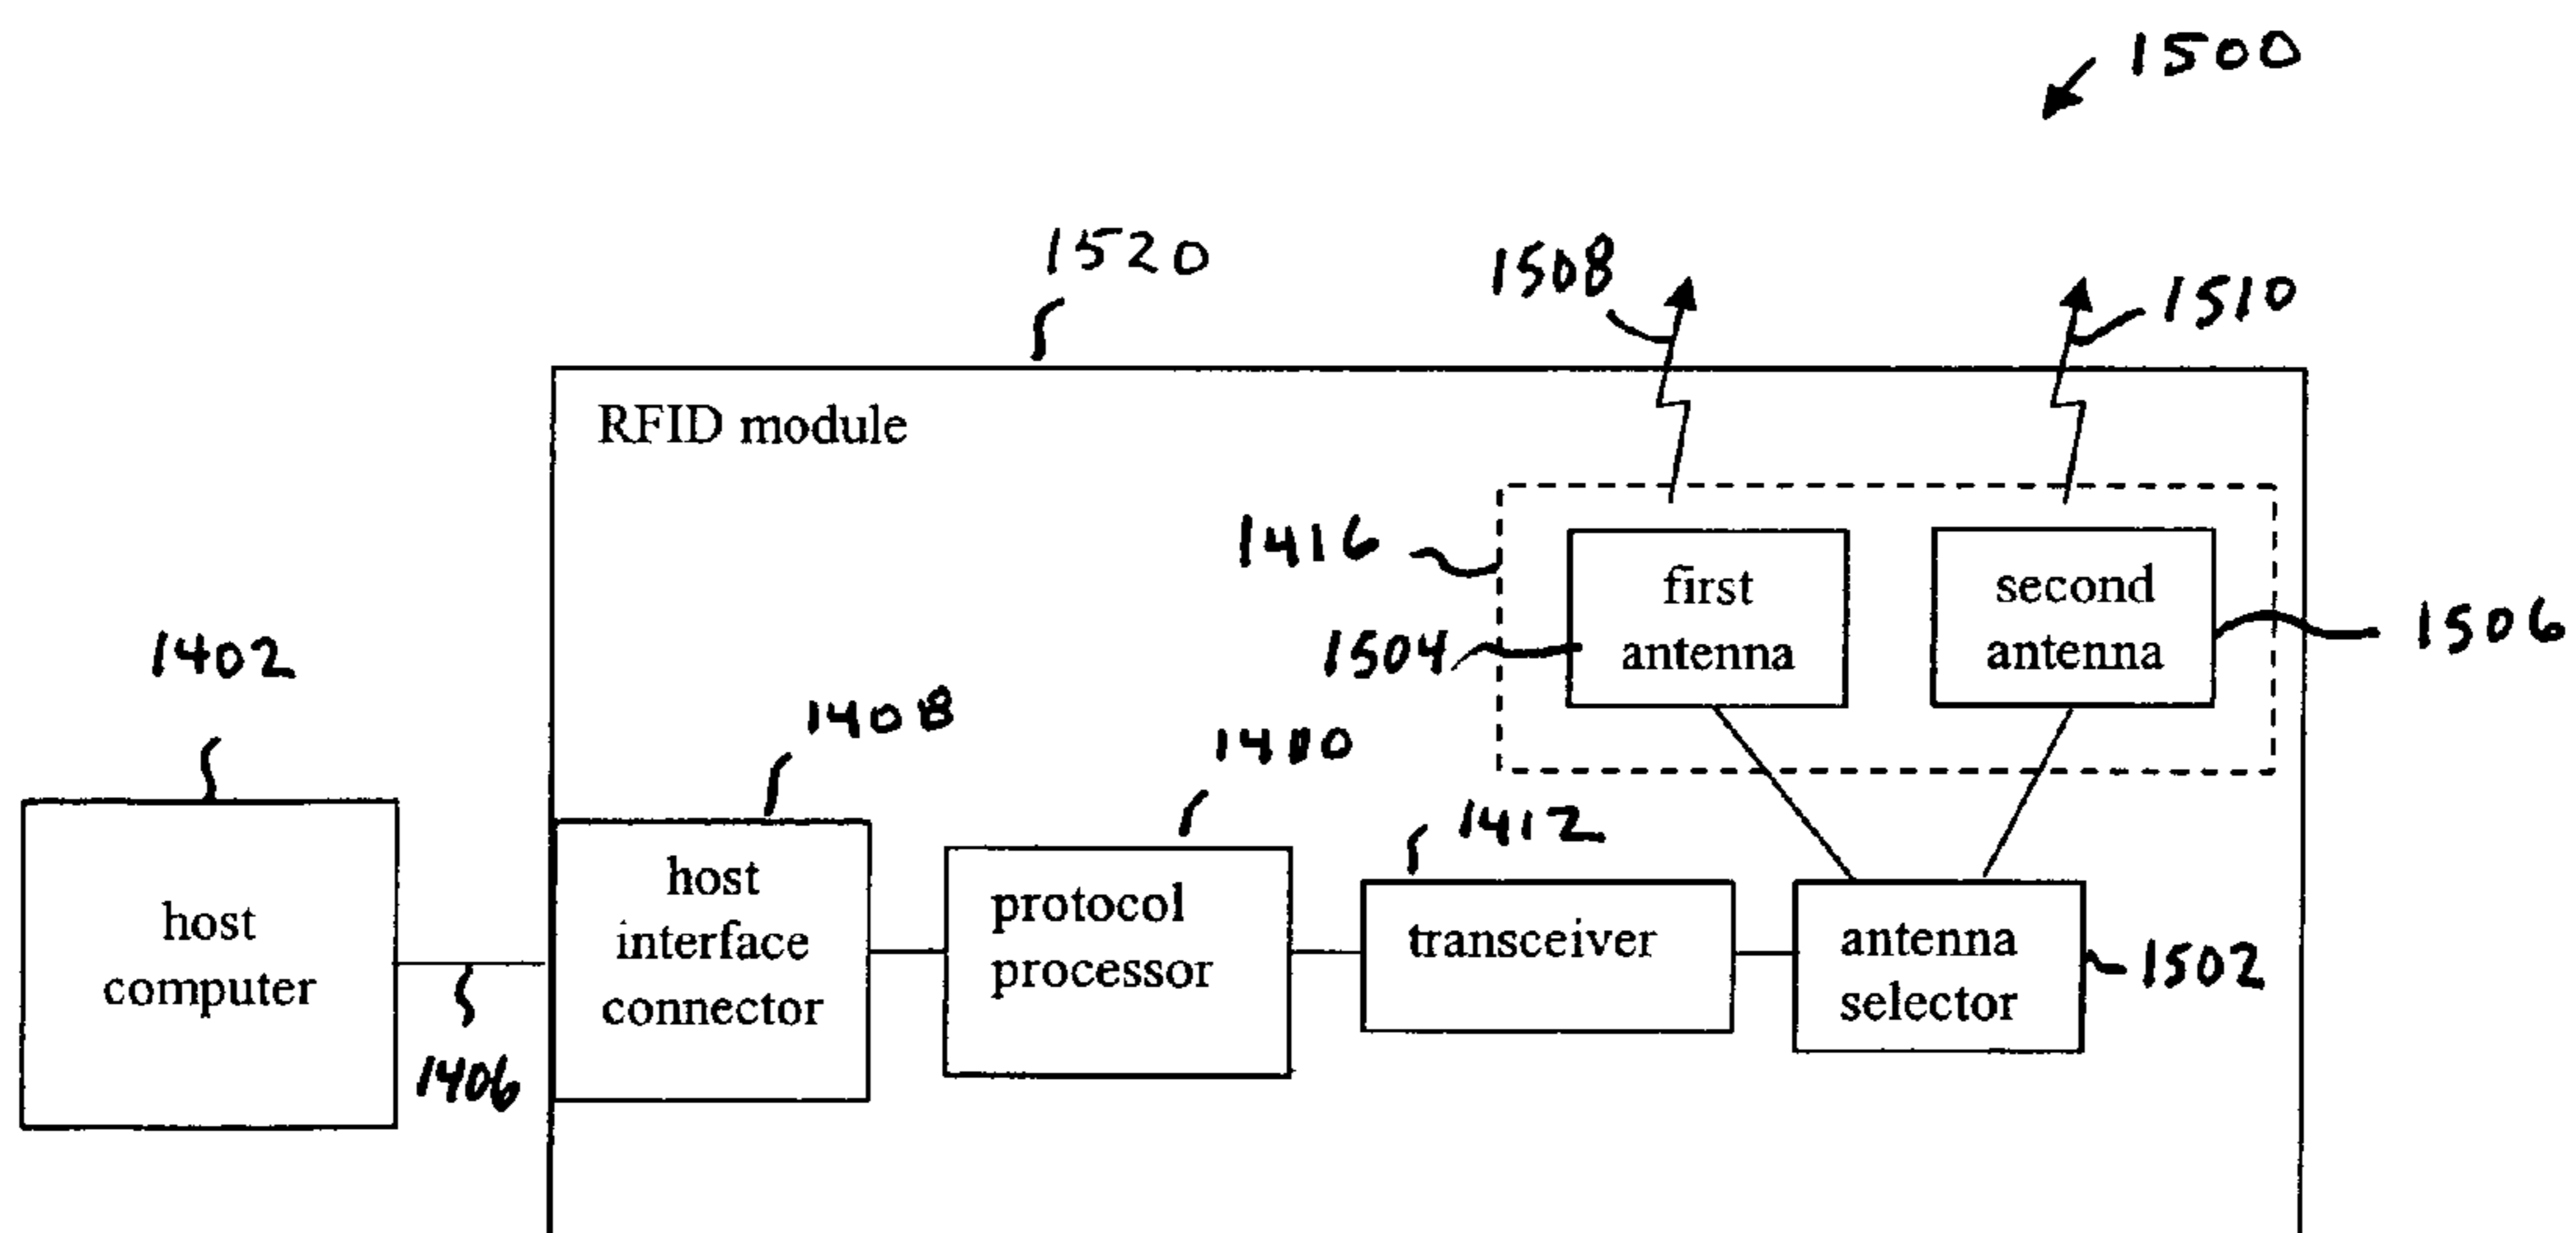 1500
1520
1508
1510
RFID module
1416
first
antenna
second
antenna
1504
1506
1402
1408
1410
1412
host
computer
host
interface
connector
protocol
processor
transceiver
antenna
selector
1502
1406